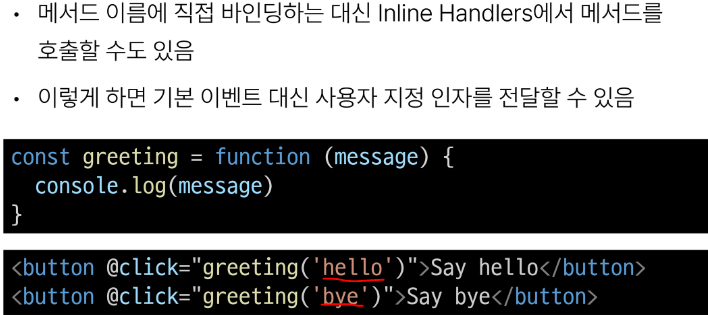 • 메서드 이름에 직접 바인딩하는 대신 Inline Handlers에서 메서드를
호출할 수도 있음
• 이렇게 하면 기본 이벤트 대신 사용자 지정 인자를 전달할 수 있음
const greeting = function (message) {
  console.log(message)
}
<button @click="greeting('hello')">Say hello</button>
<button @click="greeting('bye')">Say bye</button>